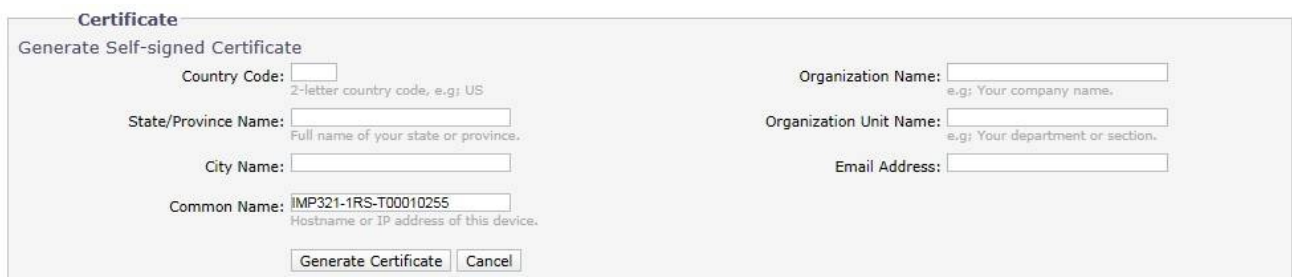 Certificate
Generate Self-signed Certificate
Country Code:
2-letter country code, e.g; US
Organization Name:
e.g; Your company name.
State/Province Name:
Full name of your state or province.
Organization Unit Name:
e.g; Your department or section.
City Name:
Email Address:
Common Name: IMP321-1RS-T00010255
Hostname or IP address of this device.
Generate Certificate Cancel